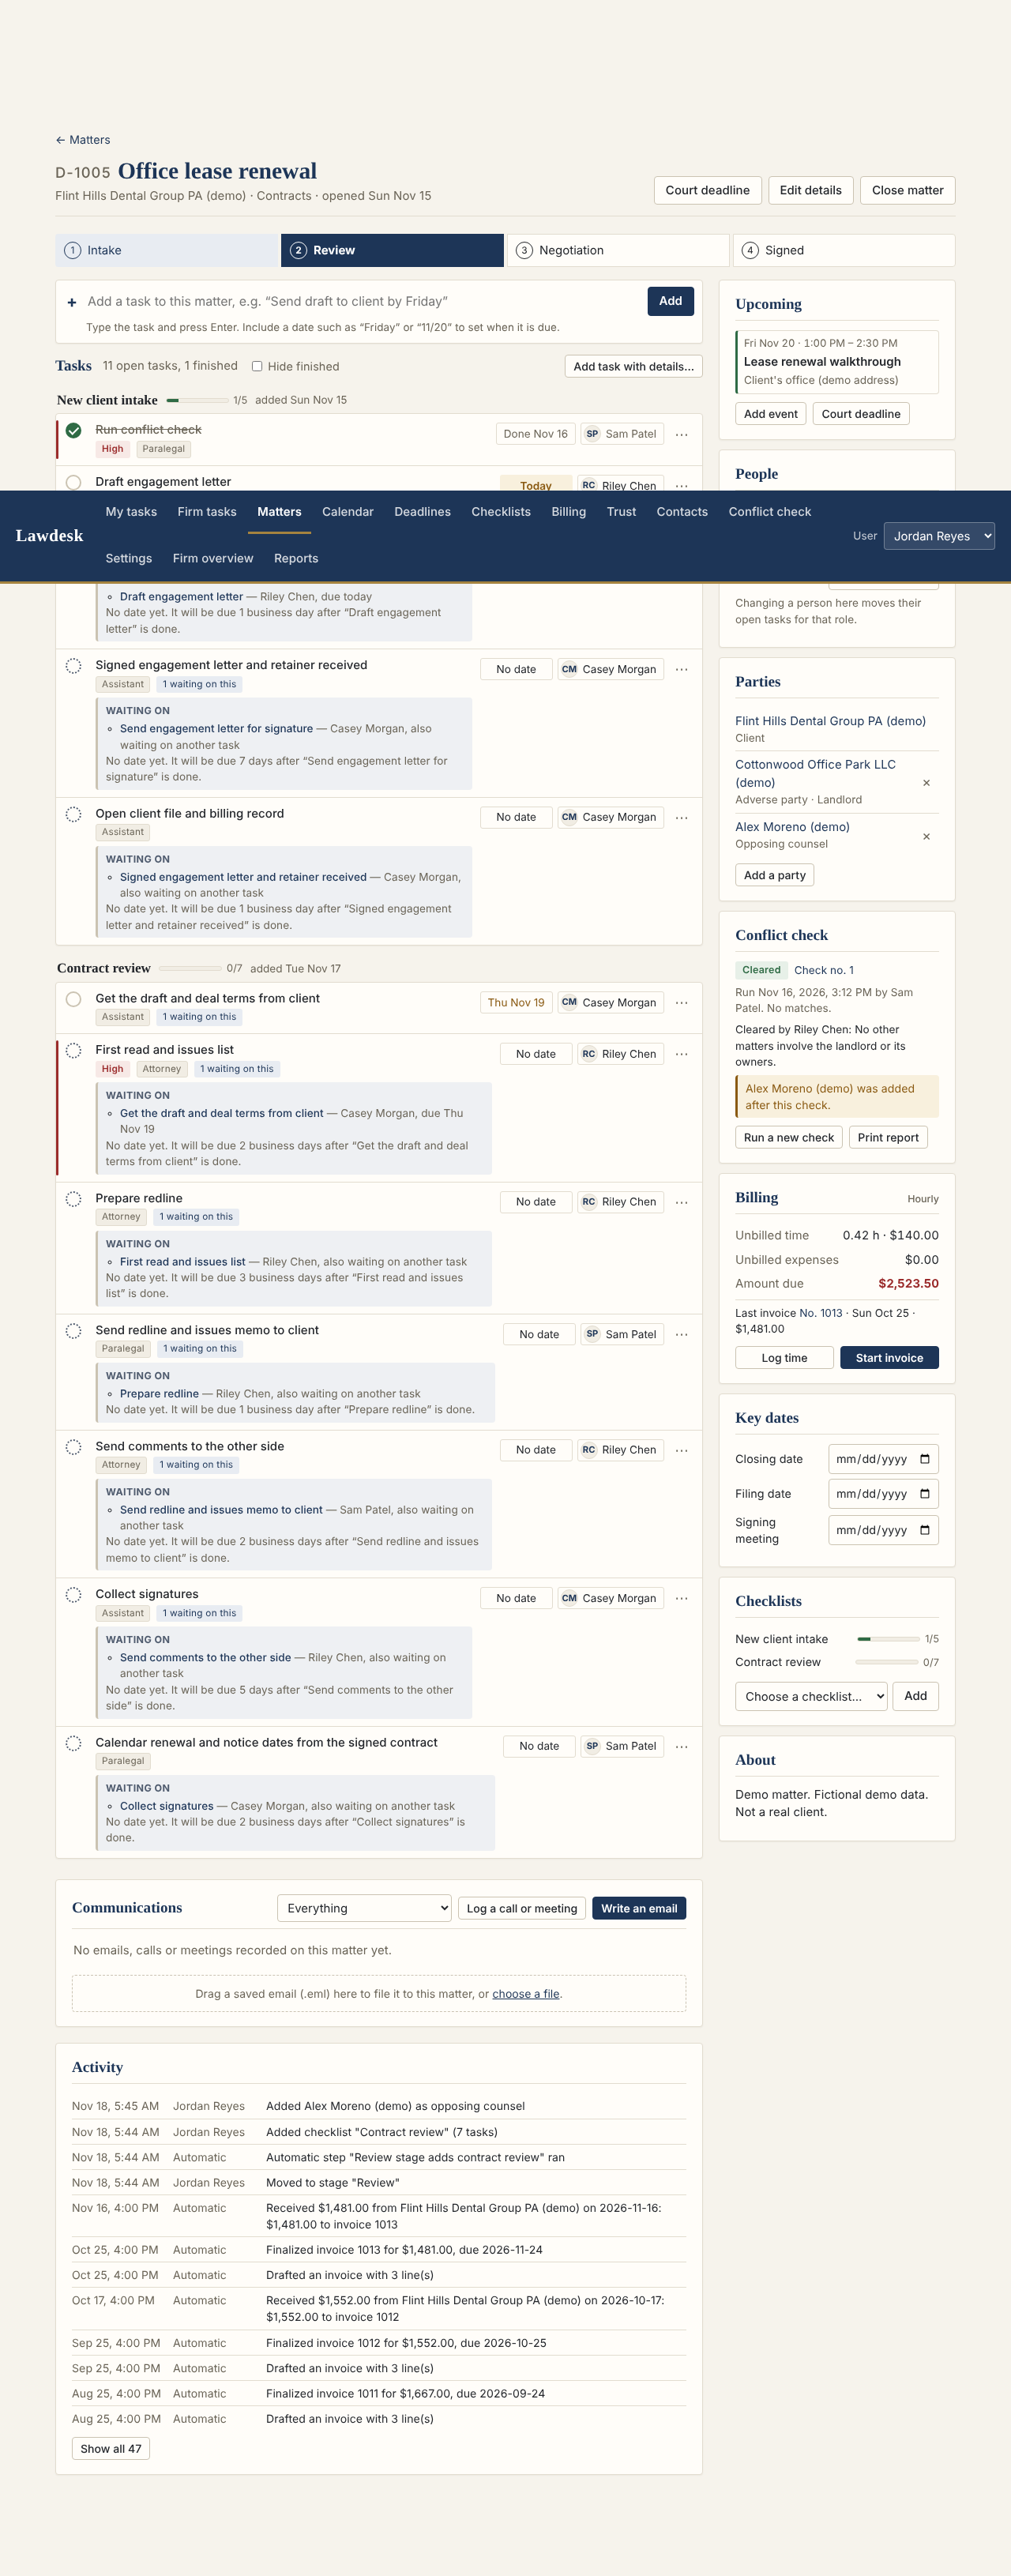 ← Matters
D-1005 Office lease renewal
Flint Hills Dental Group PA (demo) · Contracts · opened Sun Nov 15
Court deadline
Edit details
Close matter
1 Intake
2 Review
3 Negotiation
4 Signed
+ Add a task to this matter, e.g. “Send draft to client by Friday”
Add
Type the task and press Enter. Include a date such as “Friday” or “11/20” to set when it is due.
Tasks 11 open tasks, 1 finished Hide finished
Add task with details...
New client intake 1/5 added Sun Nov 15
Run conflict check
Done Nov 16 SP Sam Patel ...
High Paralegal
Draft engagement letter
Today RC Riley Chen ...
Lawdesk
My tasks Firm tasks Matters Calendar Deadlines Checklists Billing Trust Contacts Conflict check
Settings Firm overview Reports
User Jordan Reyes
Draft engagement letter — Riley Chen, due today
No date yet. It will be due 1 business day after “Draft engagement
letter” is done.
Signed engagement letter and retainer received
No date CM Casey Morgan ...
Assistant 1 waiting on this
WAITING ON
Send engagement letter for signature — Casey Morgan, also
waiting on another task
No date yet. It will be due 7 days after “Send engagement letter for
signature” is done.
Open client file and billing record
No date CM Casey Morgan ...
Assistant
WAITING ON
Signed engagement letter and retainer received — Casey Morgan,
also waiting on another task
No date yet. It will be due 1 business day after “Signed engagement
letter and retainer received” is done.
Contract review 0/7 added Tue Nov 17
Get the draft and deal terms from client
Thu Nov 19 CM Casey Morgan ...
Assistant 1 waiting on this
First read and issues list
No date RC Riley Chen ...
High Attorney 1 waiting on this
WAITING ON
Get the draft and deal terms from client — Casey Morgan, due Thu
Nov 19
No date yet. It will be due 2 business days after “Get the draft and deal
terms from client” is done.
Prepare redline
No date RC Riley Chen ...
Attorney 1 waiting on this
WAITING ON
First read and issues list — Riley Chen, also waiting on another task
No date yet. It will be due 3 business days after “First read and issues
list” is done.
Send redline and issues memo to client
No date SP Sam Patel ...
Paralegal 1 waiting on this
WAITING ON
Prepare redline — Riley Chen, also waiting on another task
No date yet. It will be due 1 business day after “Prepare redline” is done.
Send comments to the other side
No date RC Riley Chen ...
Attorney 1 waiting on this
WAITING ON
Send redline and issues memo to client — Sam Patel, also waiting on
another task
No date yet. It will be due 2 business days after “Send redline and issues
memo to client” is done.
Collect signatures
No date CM Casey Morgan ...
Assistant 1 waiting on this
WAITING ON
Send comments to the other side — Riley Chen, also waiting on
another task
No date yet. It will be due 5 days after “Send comments to the other
side” is done.
Calendar renewal and notice dates from the signed contract
No date SP Sam Patel ...
Paralegal
WAITING ON
Collect signatures — Casey Morgan, also waiting on another task
No date yet. It will be due 2 business days after “Collect signatures” is
done.
Communications
Everything
Log a call or meeting
Write an email
No emails, calls or meetings recorded on this matter yet.
Drag a saved email (.eml) here to file it to this matter, or choose a file.
Activity
Nov 18, 5:45 AM Jordan Reyes Added Alex Moreno (demo) as opposing counsel
Nov 18, 5:44 AM Jordan Reyes Added checklist "Contract review" (7 tasks)
Nov 18, 5:44 AM Automatic Automatic step "Review stage adds contract review" ran
Nov 18, 5:44 AM Jordan Reyes Moved to stage "Review"
Nov 16, 4:00 PM Automatic Received $1,481.00 from Flint Hills Dental Group PA (demo) on 2026-11-16:
$1,481.00 to invoice 1013
Oct 25, 4:00 PM Automatic Finalized invoice 1013 for $1,481.00, due 2026-11-24
Oct 25, 4:00 PM Automatic Drafted an invoice with 3 line(s)
Oct 17, 4:00 PM Automatic Received $1,552.00 from Flint Hills Dental Group PA (demo) on 2026-10-17:
$1,552.00 to invoice 1012
Sep 25, 4:00 PM Automatic Finalized invoice 1012 for $1,552.00, due 2026-10-25
Sep 25, 4:00 PM Automatic Drafted an invoice with 3 line(s)
Aug 25, 4:00 PM Automatic Finalized invoice 1011 for $1,667.00, due 2026-09-24
Aug 25, 4:00 PM Automatic Drafted an invoice with 3 line(s)
Show all 47
Upcoming
Fri Nov 20 · 1:00 PM – 2:30 PM
Lease renewal walkthrough
Client's office (demo address)
Add event
Court deadline
People
Changing a person here moves their
open tasks for that role.
Parties
Flint Hills Dental Group PA (demo)
Client
Cottonwood Office Park LLC
(demo)
×
Adverse party · Landlord
Alex Moreno (demo)
×
Opposing counsel
Add a party
Conflict check
Cleared Check no. 1
Run Nov 16, 2026, 3:12 PM by Sam
Patel. No matches.
Cleared by Riley Chen: No other
matters involve the landlord or its
owners.
Alex Moreno (demo) was added
after this check.
Run a new check
Print report
Billing Hourly
Unbilled time 0.42 h · $140.00
Unbilled expenses $0.00
Amount due $2,523.50
Last invoice No. 1013 · Sun Oct 25 ·
$1,481.00
Log time
Start invoice
Key dates
Closing date mm/dd/yyyy
Filing date mm/dd/yyyy
Signing
meeting
mm/dd/yyyy
Checklists
New client intake 1/5
Contract review 0/7
Choose a checklist...
Add
About
Demo matter. Fictional demo data.
Not a real client.